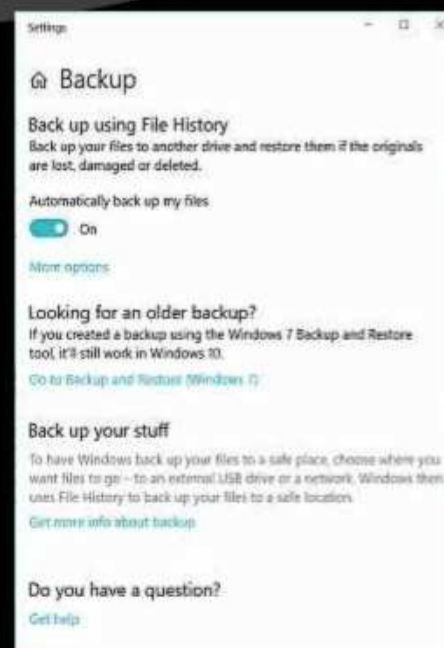 Settings
Backup
Back up using File History
Back up your files to another drive and restore them if the originals
are lost, damaged or deleted.
Automatically back up my files
On
More options
Looking for an older backup?
If you created a backup using the Windows 7 Backup and Restore
tool, it'll still work in Windows 10.
Go to Backup and Restore (Windows 7)
Back up your stuff
To have Windows back up your files to a safe place, choose where you
want files to go – to an external USB drive or a network. Windows then
uses File History to back up your files to a safe location.
Get more info about backup
Do you have a question?
Get help